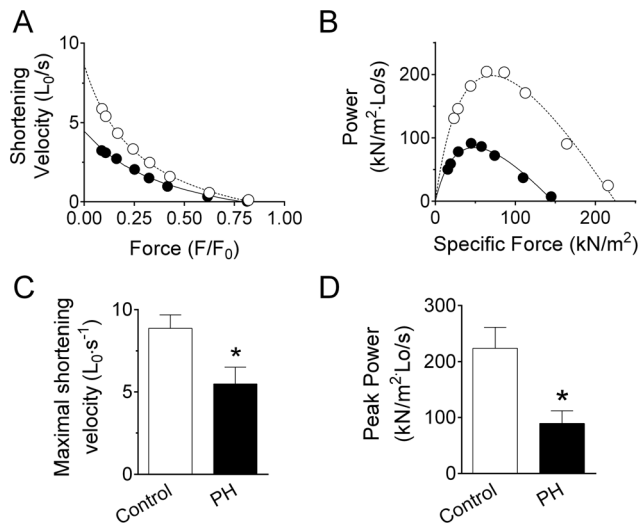 A
B
10
5
0
Shortening
Velocity (L₀/s)
0.00 0.25 0.50 0.75 1.00
Force (F/F₀)
300
200
100
0
Power
(kN/m²·Lo/s)
0 100 200
Specific Force (kN/m²)
C
D
10
5
0
Maximal shortening
velocity (L₀·s⁻¹)
*
Control
PH
300
200
100
0
Peak Power
(kN/m²·Lo/s)
*
Control
PH